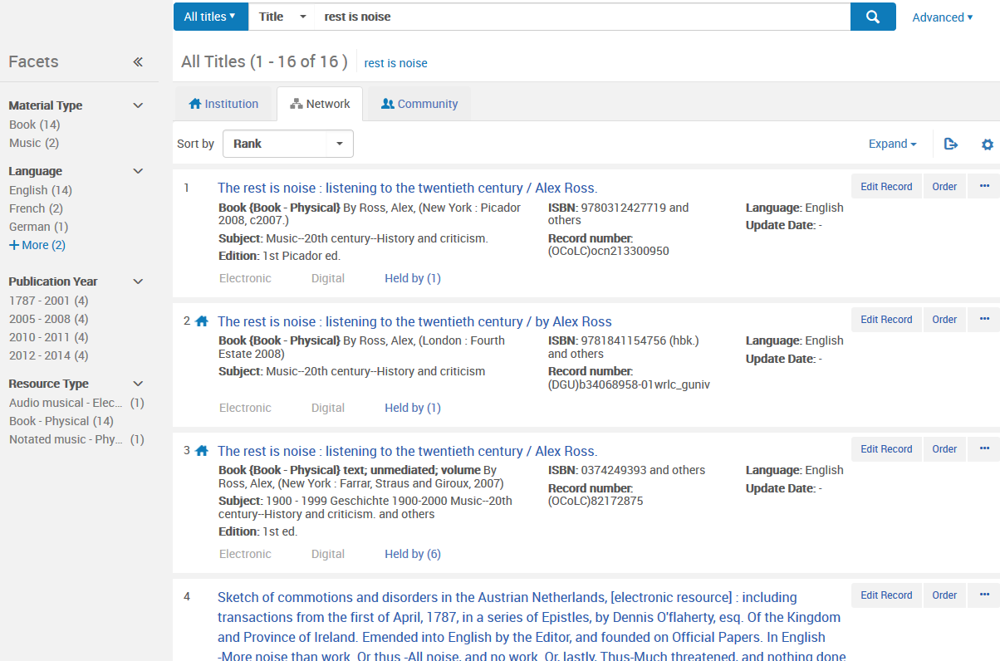 All titles Title rest is noise Advanced
Facets
All Titles (1 - 16 of 16 ) rest is noise
Institution Network Community
Material Type
Book (14)
Music (2)
Language
English (14)
French (2)
German (1)
+ More (2)
Publication Year
1787 - 2001 (4)
2005 - 2008 (4)
2010 - 2011 (4)
2012 - 2014 (4)
Resource Type
Audio musical - Elec... (1)
Book - Physical (14)
Notated music - Phy... (1)
Sort by Rank Expand
1 The rest is noise : listening to the twentieth century / Alex Ross. Edit Record Order
Book {Book - Physical} By Ross, Alex, (New York : Picador
2008, c2007.)
Subject: Music--20th century--History and criticism.
Edition: 1st Picador ed.
ISBN: 9780312427719 and
others
Record number:
(OCoLC)ocn213300950
Language: English
Update Date: -
Electronic Digital Held by (1)
2 The rest is noise : listening to the twentieth century / by Alex Ross Edit Record Order
Book {Book - Physical} By Ross, Alex, (London : Fourth
Estate 2008)
Subject: Music--20th century--History and criticism
ISBN: 9781841154756 (hbk.)
and others
Record number:
(DGU)b34068958-01wrlc_guniv
Language: English
Update Date: -
Electronic Digital Held by (1)
3 The rest is noise : listening to the twentieth century / Alex Ross. Edit Record Order
Book {Book - Physical} text; unmediated; volume By
Ross, Alex, (New York : Farrar, Straus and Giroux, 2007)
Subject: 1900 - 1999 Geschichte 1900-2000 Music--20th
century--History and criticism. and others
Edition: 1st ed.
ISBN: 0374249393 and others
Record number:
(OCoLC)82172875
Language: English
Update Date: -
Electronic Digital Held by (6)
4 Sketch of commotions and disorders in the Austrian Netherlands, [electronic resource] : including Edit Record Order
transactions from the first of April, 1787, in a series of Epistles, by Dennis O'flaherty, esq. Of the Kingdom
and Province of Ireland. Emended into English by the Editor, and founded on Official Papers. In English
-More noise than work. Or thus -All noise, and no work. Or, lastly, Thus-Much threatened, and nothing done